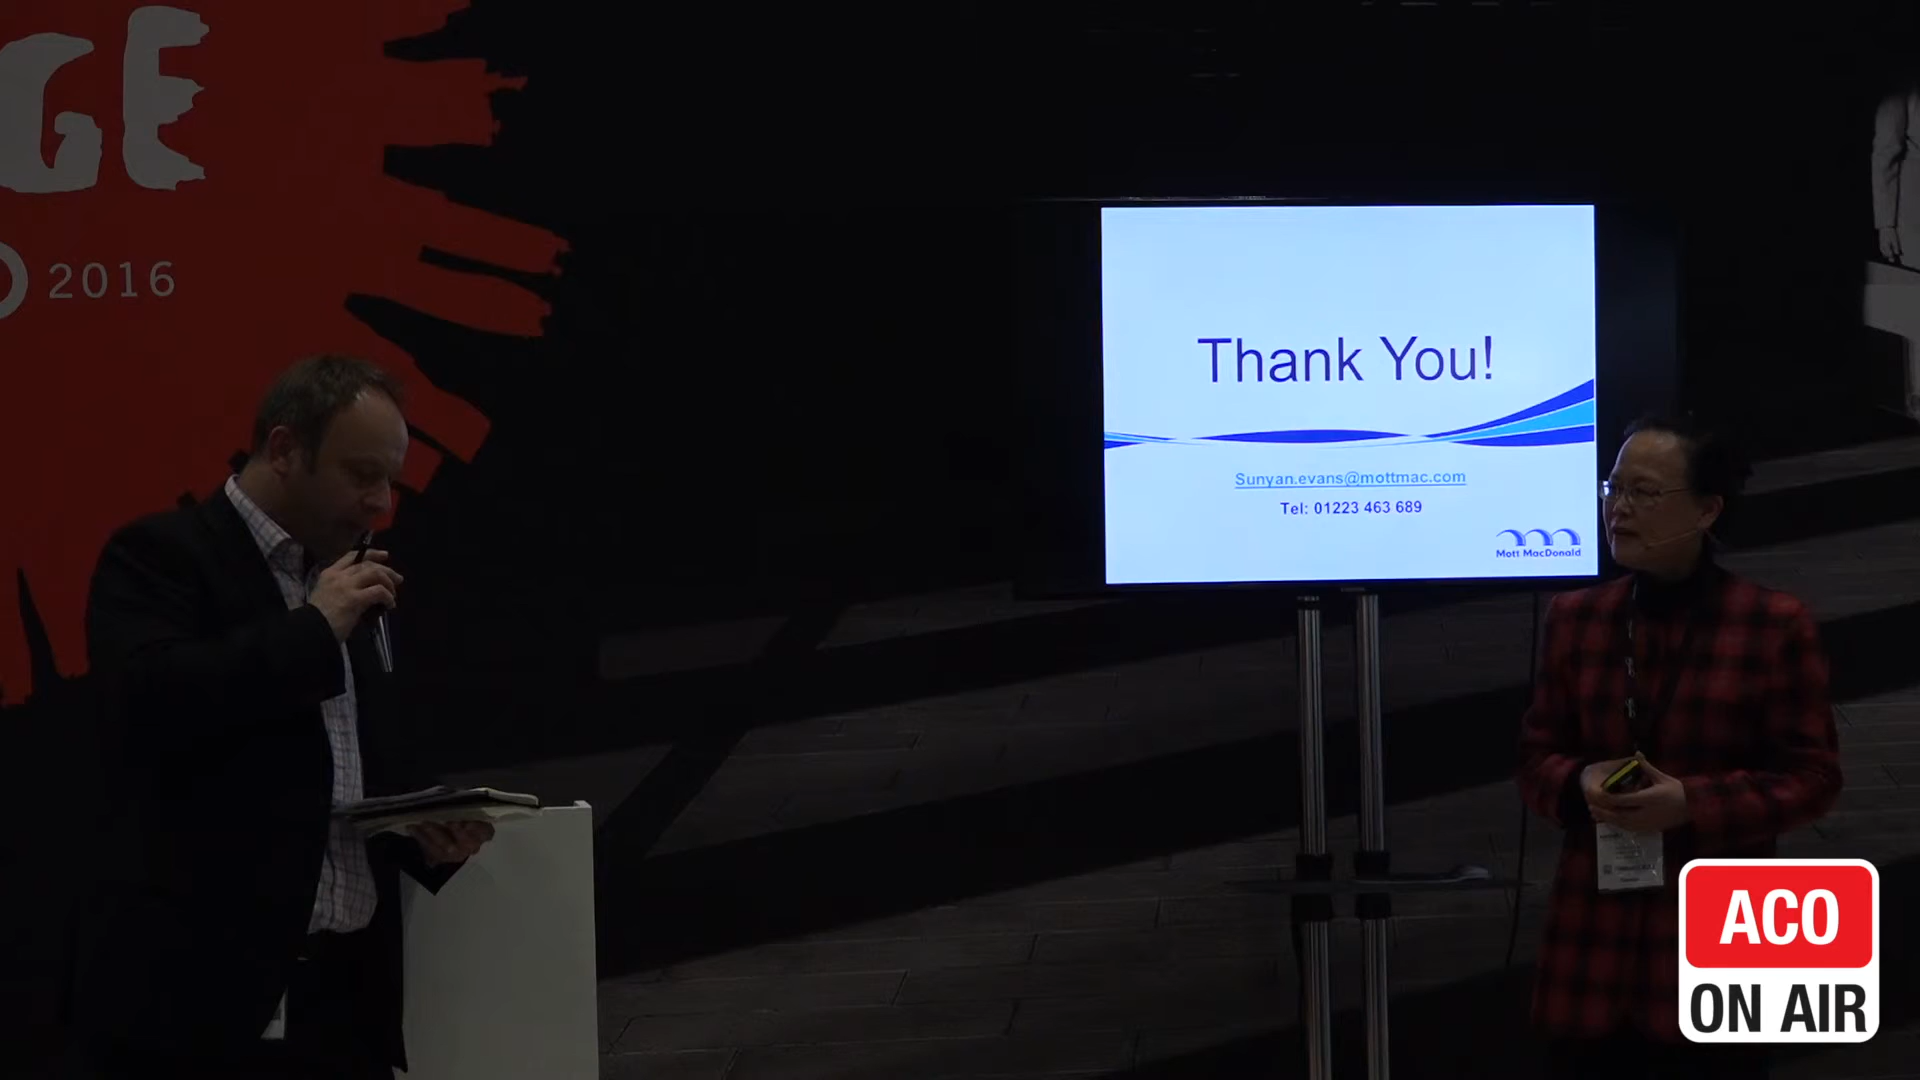 GE
2016
Thank You!
Sunyan.evans@mottmac.com
Tel: 01223 463 689
Mott MacDonald
ACO
ON AIR